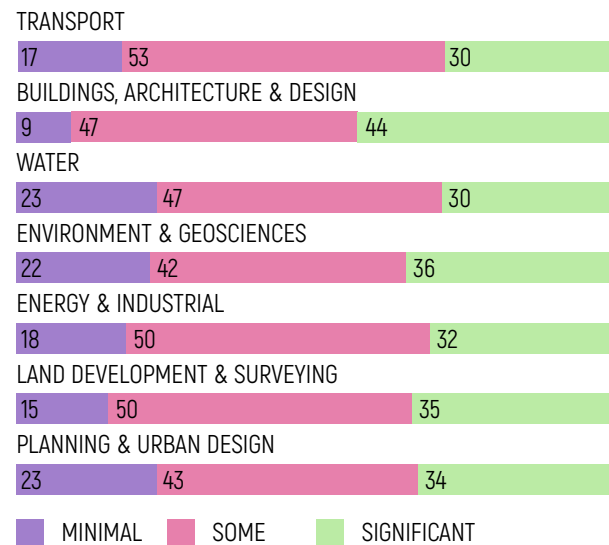 TRANSPORT
17 53 30
BUILDINGS, ARCHITECTURE & DESIGN
9 47 44
WATER
23 47 30
ENVIRONMENT & GEOSCIENCES
22 42 36
ENERGY & INDUSTRIAL
18 50 32
LAND DEVELOPMENT & SURVEYING
15 50 35
PLANNING & URBAN DESIGN
23 43 34
MINIMAL SOME SIGNIFICANT